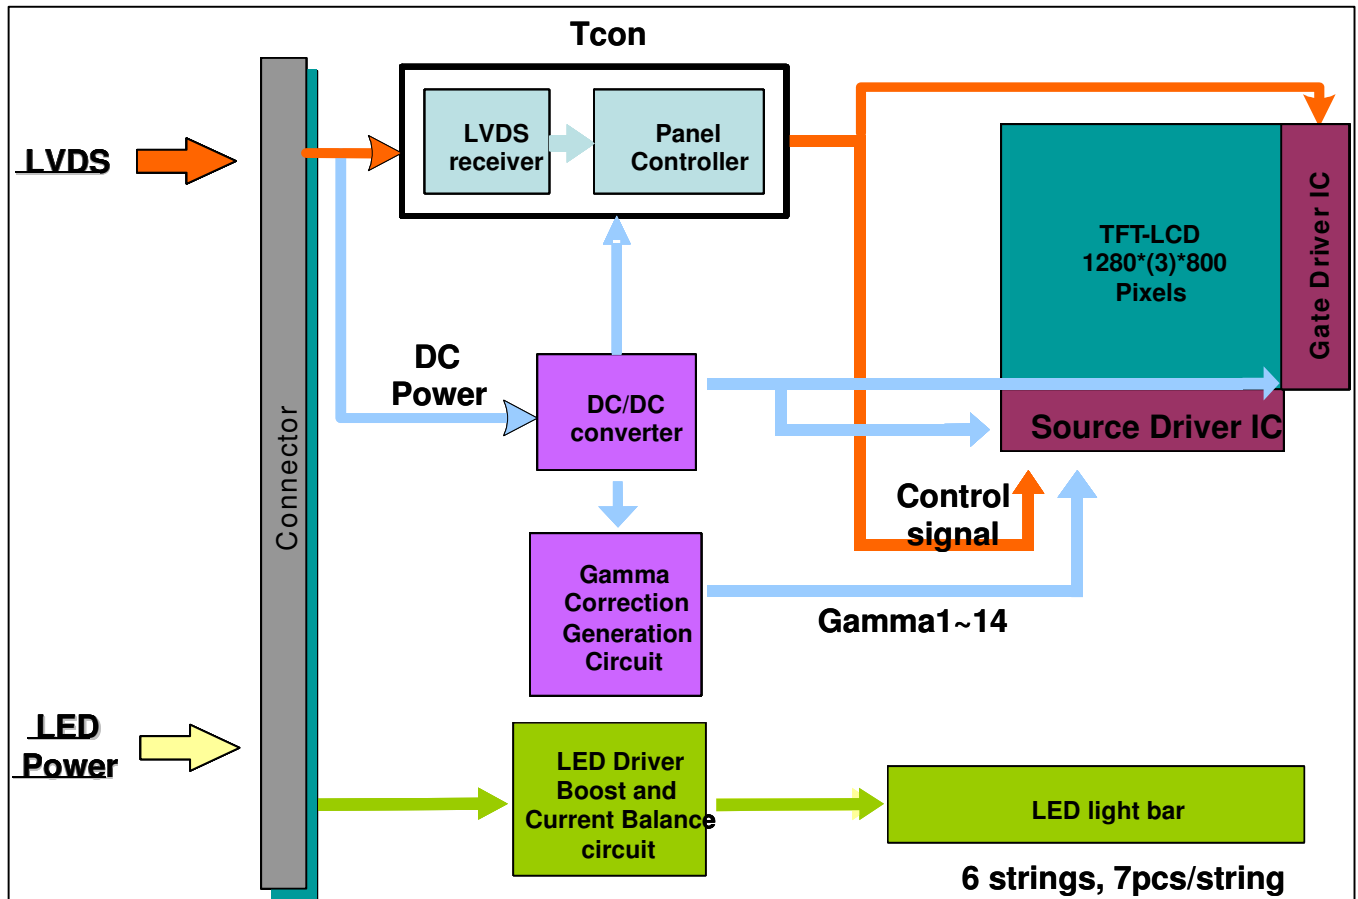 Tcon
LVDS
LVDS
receiver
Panel
Controller
TFT-LCD
1280*(3)*800
Pixels
Gate Driver IC
DC
Power
DC/DC
converter
Source Driver IC
Connector
Control
signal
Gamma
Correction
Generation
Circuit
Gamma1~14
LED
Power
LED Driver
Boost and
Current Balance
circuit
LED light bar
6 strings, 7pcs/string